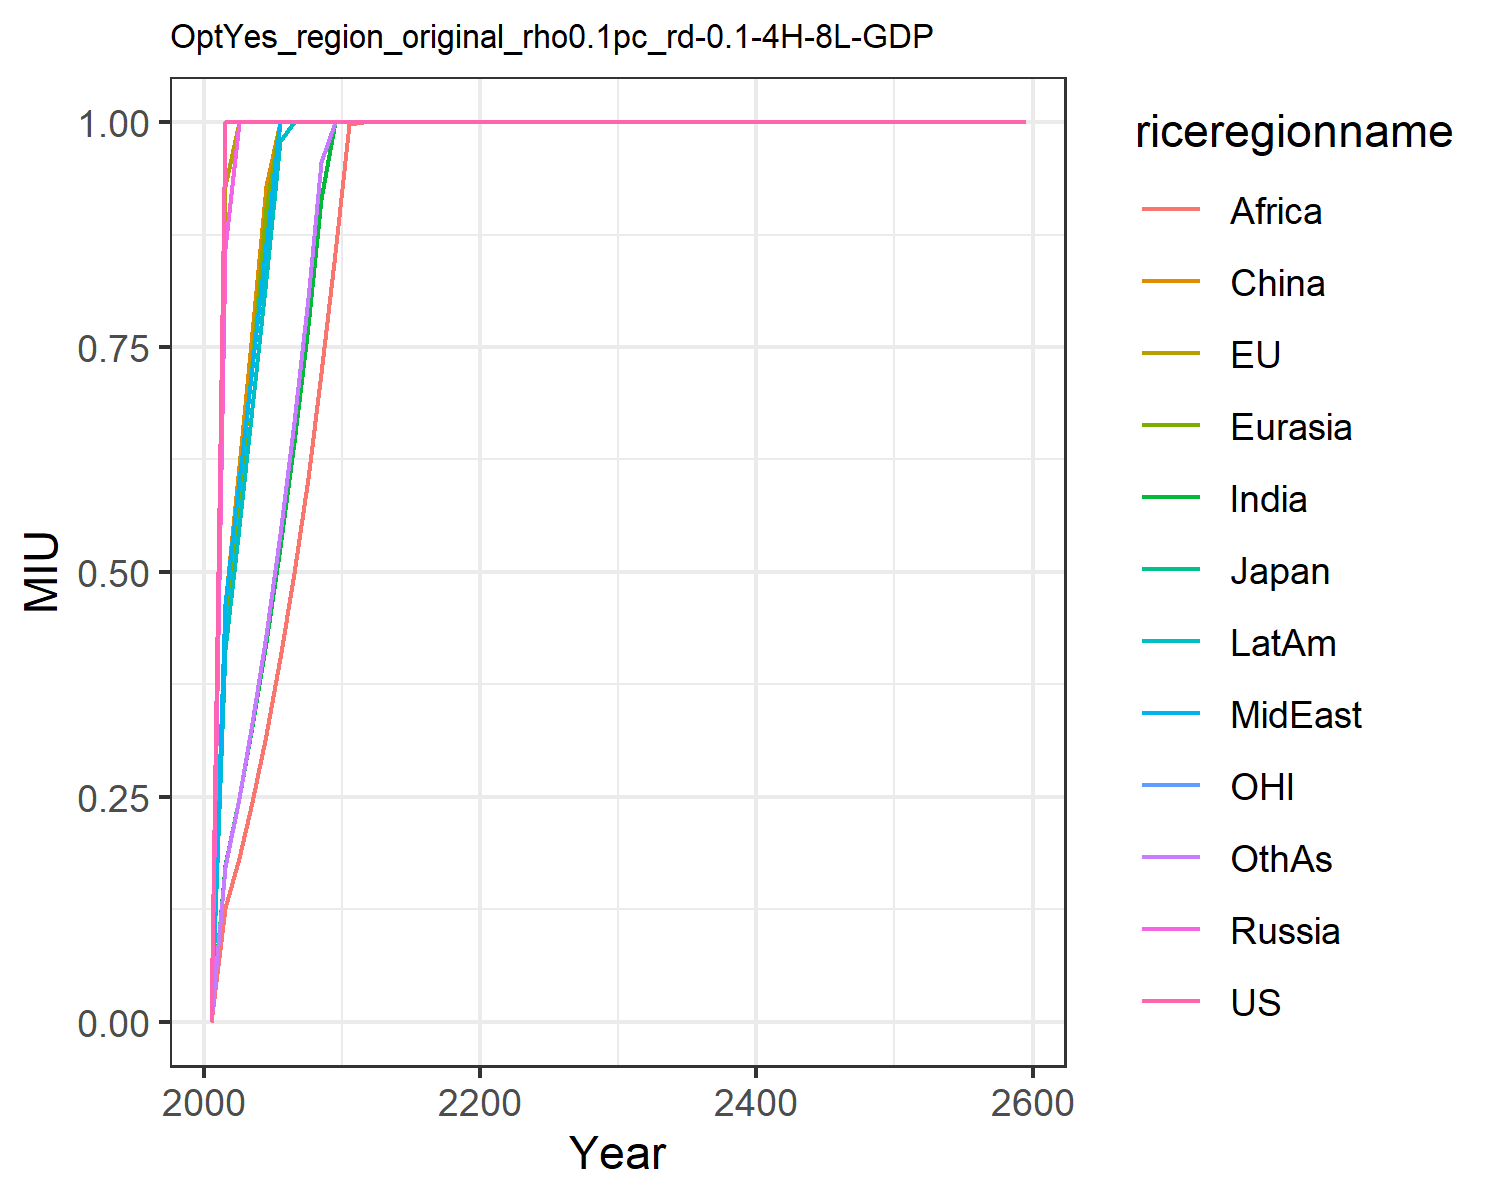 OptYes_region_original_rho0.1pc_rd-0.1-4H-8L-GDP
1.00
0.75
0.50
0.25
0.00
MIU
2000 2200 2400 2600
Year
riceregionname
Africa
China
EU
Eurasia
India
Japan
LatAm
MidEast
OHI
OthAs
Russia
US